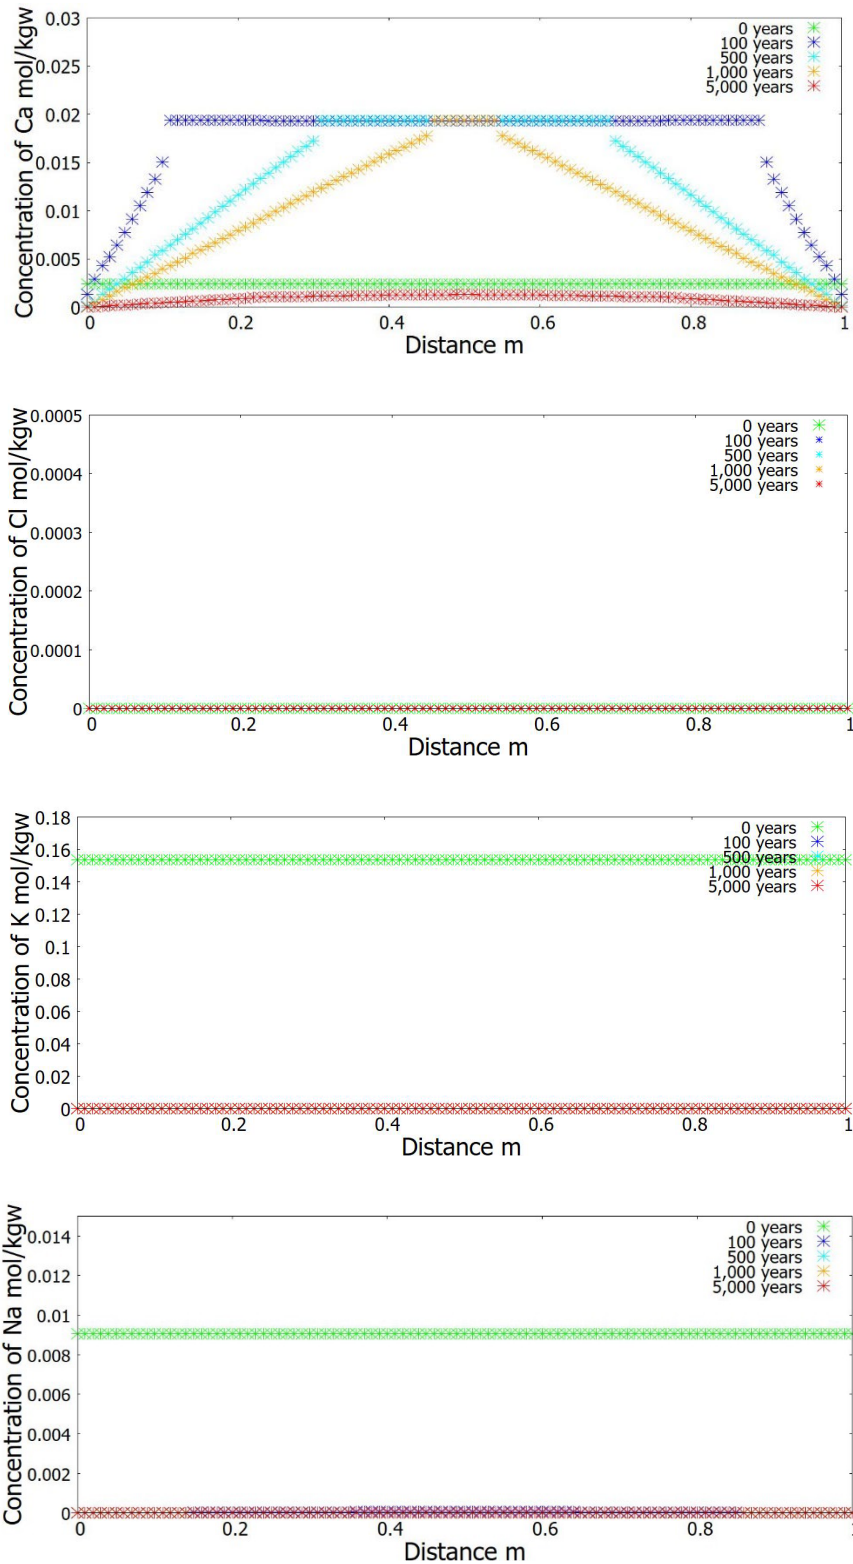 Concentration of Ca mol/kgw
0.03
0.025
0.02
0.015
0.01
0.005
0
0 years
100 years
500 years
1,000 years
5,000 years
0 0.2 0.4 0.6 0.8 1
Distance m
Concentration of Cl mol/kgw
0.0005
0.0004
0.0003
0.0002
0.0001
0
0 years
100 years
500 years
1,000 years
5,000 years
0 0.2 0.4 0.6 0.8 1
Distance m
Concentration of K mol/kgw
0.18
0.16
0.14
0.12
0.1
0.08
0.06
0.04
0.02
0
0 years
100 years
500 years
1,000 years
5,000 years
0 0.2 0.4 0.6 0.8 1
Distance m
Concentration of Na mol/kgw
0.014
0.012
0.01
0.008
0.006
0.004
0.002
0
0 years
100 years
500 years
1,000 years
5,000 years
0 0.2 0.4 0.6 0.8 1
Distance m